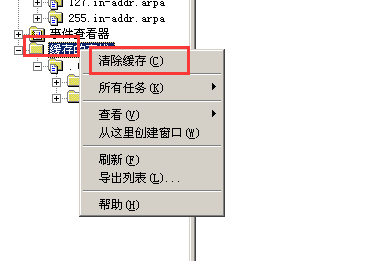 127.in-addr.arpa
255.in-addr.arpa
事件查看器
缓存
清除缓存(C)
所有任务(K)
查看(V)
从这里创建窗口(W)
刷新(F)
导出列表(L)...
帮助(H)